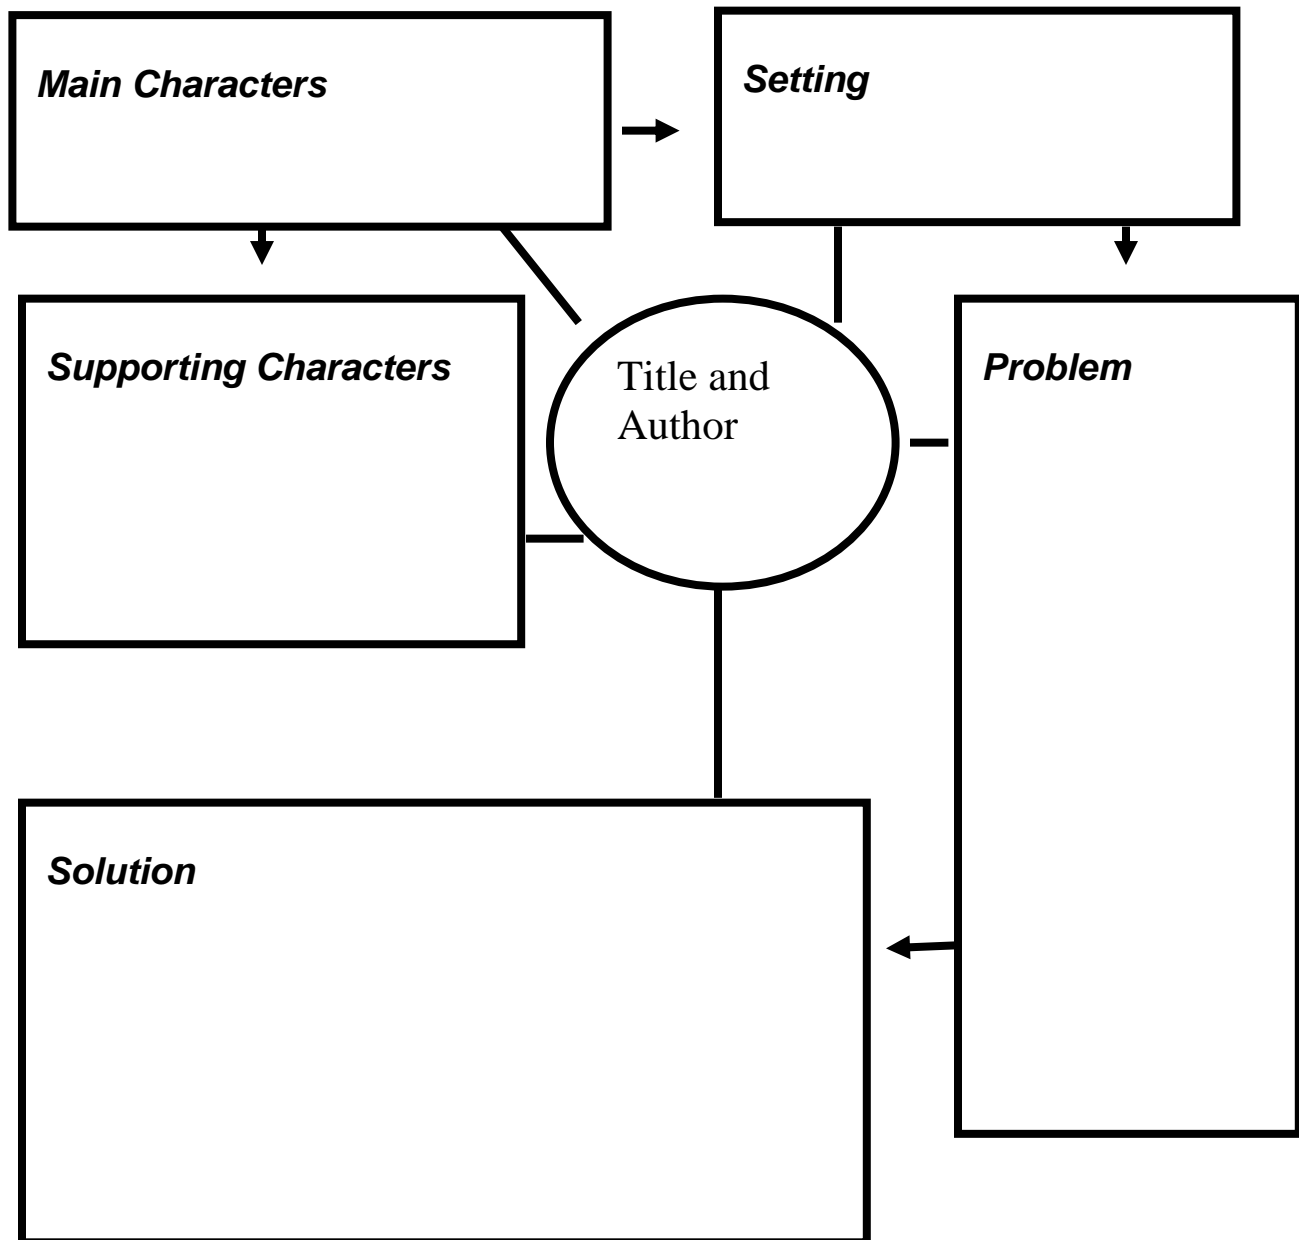 Main Characters
Setting
Supporting Characters
Title and
Author
Problem
Solution